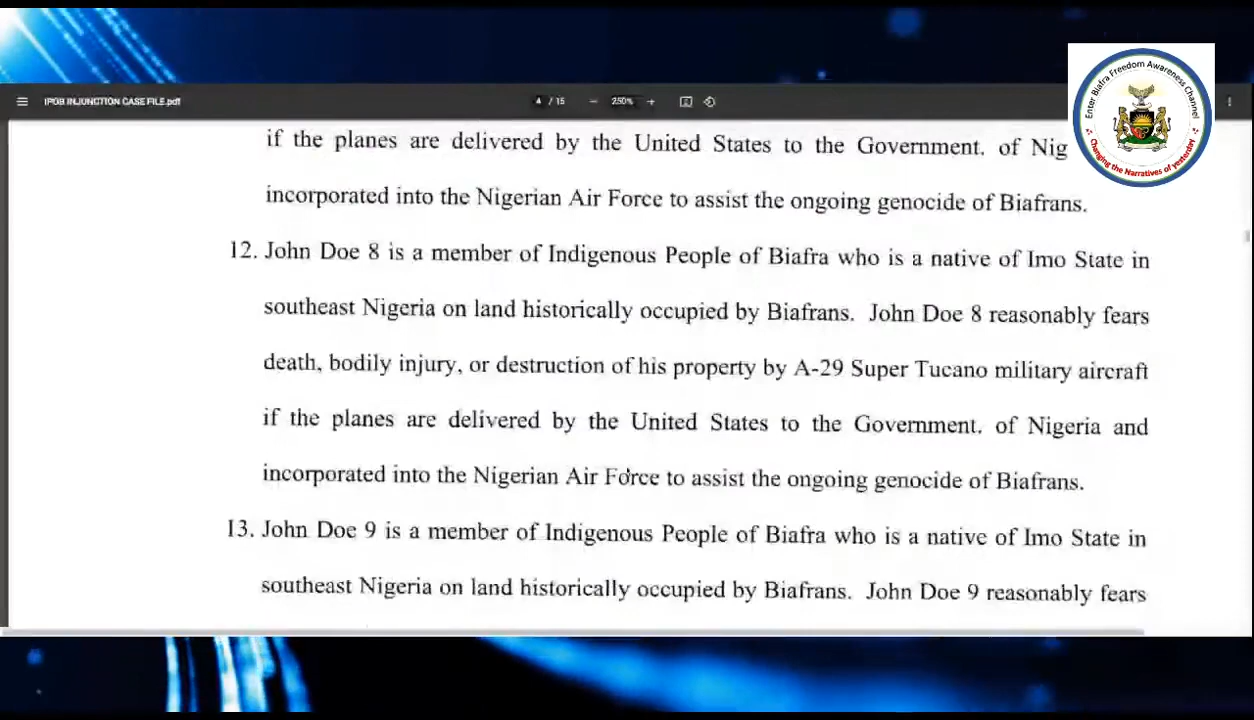 IPOB INJUNCTION CASE FILE.pdf
4 / 15
250%
Enter Biafra Freedom Awareness Channel
Changing the Narratives of yesterday
if the planes are delivered by the United States to the Government. of Nig
incorporated into the Nigerian Air Force to assist the ongoing genocide of Biafrans.
12. John Doe 8 is a member of Indigenous People of Biafra who is a native of Imo State in
southeast Nigeria on land historically occupied by Biafrans. John Doe 8 reasonably fears
death, bodily injury, or destruction of his property by A-29 Super Tucano military aircraft
if the planes are delivered by the United States to the Government. of Nigeria and
incorporated into the Nigerian Air Force to assist the ongoing genocide of Biafrans.
13. John Doe 9 is a member of Indigenous People of Biafra who is a native of Imo State in
southeast Nigeria on land historically occupied by Biafrans. John Doe 9 reasonably fears